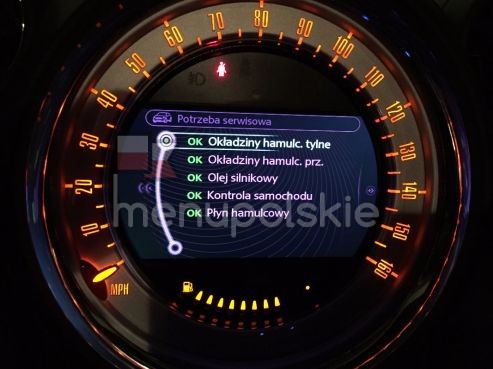 Potrzeba serwisowa
OK Okładziny hamulc. tylne
OK Okładziny hamulc. prz.
OK Olej silnikowy
OK Kontrola samochodu
OK Płyn hamulcowy
menupolskie
10
20
30
40
50
60
70
80
90
100
110
120
130
140
150
160
MPH